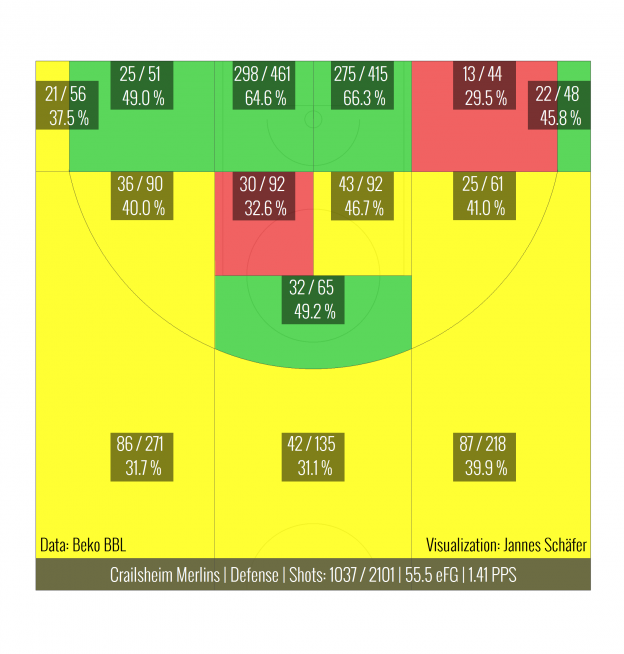 25 / 51
49.0 %
298 / 461
64.6 %
275 / 415
66.3 %
13 / 44
29.5 %
21 / 56
37.5 %
22 / 48
45.8 %
36 / 90
40.0 %
30 / 92
32.6 %
43 / 92
46.7 %
25 / 61
41.0 %
32 / 65
49.2 %
86 / 271
31.7 %
42 / 135
31.1 %
87 / 218
39.9 %
Data: Beko BBL
Visualization: Jannes Schäfer
Crailsheim Merlins | Defense | Shots: 1037 / 2101 | 55.5 eFG | 1.41 PPS